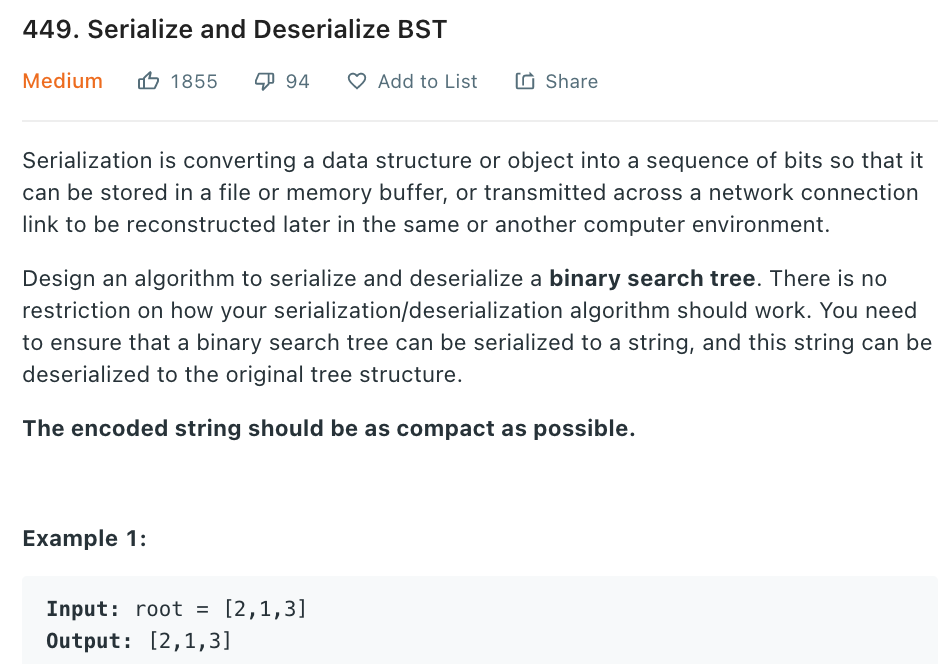 449. Serialize and Deserialize BST
Medium 1855 94 Add to List Share
Serialization is converting a data structure or object into a sequence of bits so that it
can be stored in a file or memory buffer, or transmitted across a network connection
link to be reconstructed later in the same or another computer environment.
Design an algorithm to serialize and deserialize a binary search tree. There is no
restriction on how your serialization/deserialization algorithm should work. You need
to ensure that a binary search tree can be serialized to a string, and this string can be
deserialized to the original tree structure.
The encoded string should be as compact as possible.
Example 1:
Input: root = [2,1,3]
Output: [2,1,3]